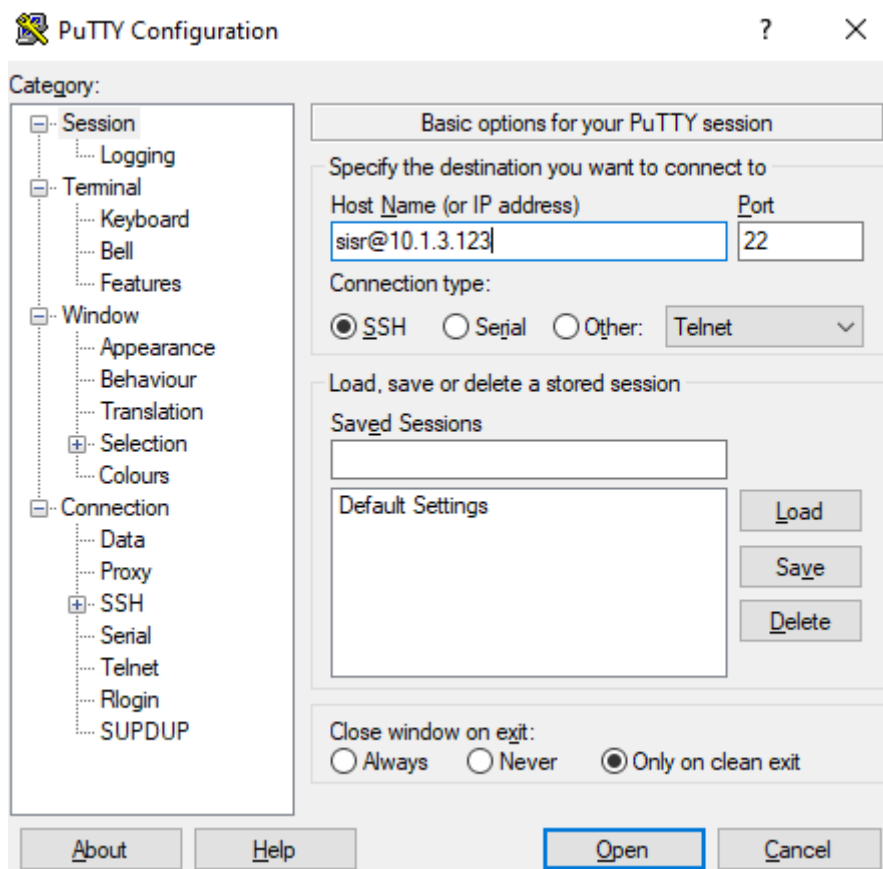 PuTTY Configuration
?
Category:
Session
Logging
Terminal
Keyboard
Bell
Features
Window
Appearance
Behaviour
Translation
Selection
Colours
Connection
Data
Proxy
SSH
Serial
Telnet
Rlogin
SUPDUP
Basic options for your PuTTY session
Specify the destination you want to connect to
Host Name (or IP address) Port
sisr@10.1.3.123 22
Connection type:
SSH Serial Other: Telnet
Load, save or delete a stored session
Saved Sessions
Default Settings
Load
Save
Delete
Close window on exit:
Always Never Only on clean exit
About Help Open Cancel